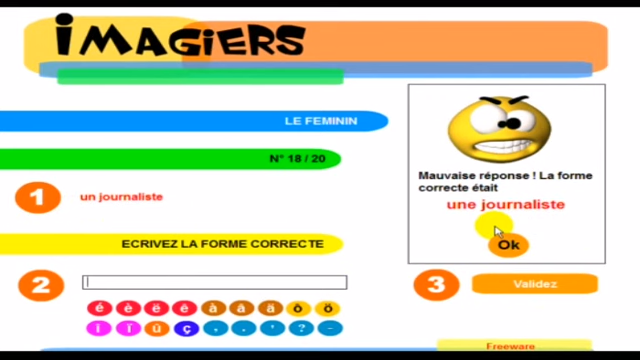 iMAGiERS
LE FEMININ
N° 18 / 20
1
un journaliste
Mauvaise réponse ! La forme
correcte était
une journaliste
Ok
ECRIVEZ LA FORME CORRECTE
2
3
Validez
é è ë ê à â ä ô ö
î ï û ç ' ? -
Freeware